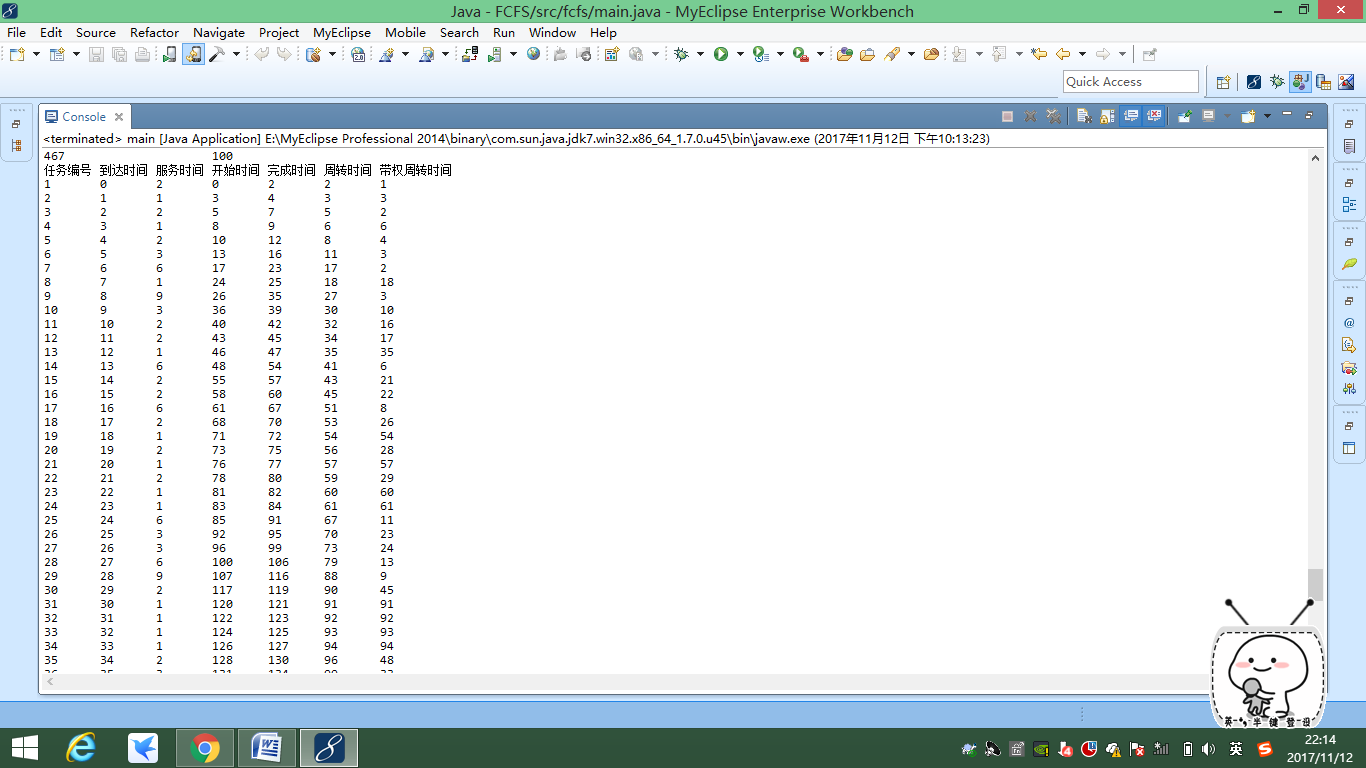 Java - FCFS/src/fcfs/main.java - MyEclipse Enterprise Workbench
File Edit Source Refactor Navigate Project MyEclipse Mobile Search Run Window Help
Quick Access
Console
<terminated> main [Java Application] E:\MyEclipse Professional 2014\binary\com.sun.java.jdk7.win32.x86_64_1.7.0.u45\bin\javaw.exe (2017年11月12日 下午10:13:23)
467 100
任务编号 到达时间 服务时间 开始时间 完成时间 周转时间 带权周转时间
1 0 2 0 2 2 1
2 1 1 3 4 3 3
3 2 2 5 7 5 2
4 3 1 8 9 6 6
5 4 2 10 12 8 4
6 5 3 13 16 11 3
7 6 6 17 23 17 2
8 7 1 24 25 18 18
9 8 9 26 35 27 3
10 9 3 36 39 30 10
11 10 2 40 42 32 16
12 11 2 43 45 34 17
13 12 1 46 47 35 35
14 13 6 48 54 41 6
15 14 2 55 57 43 21
16 15 2 58 60 45 22
17 16 6 61 67 51 8
18 17 2 68 70 53 26
19 18 1 71 72 54 54
20 19 2 73 75 56 28
21 20 1 76 77 57 57
22 21 2 78 80 59 29
23 22 1 81 82 60 60
24 23 1 83 84 61 61
25 24 6 85 91 67 11
26 25 3 92 95 70 23
27 26 3 96 99 73 24
28 27 6 100 106 79 13
29 28 9 107 116 88 9
30 29 2 117 119 90 45
31 30 1 120 121 91 91
32 31 1 122 123 92 92
33 32 1 124 125 93 93
34 33 1 126 127 94 94
35 34 2 128 130 96 48
英 半 键 登 设
英
22:14
2017/11/12